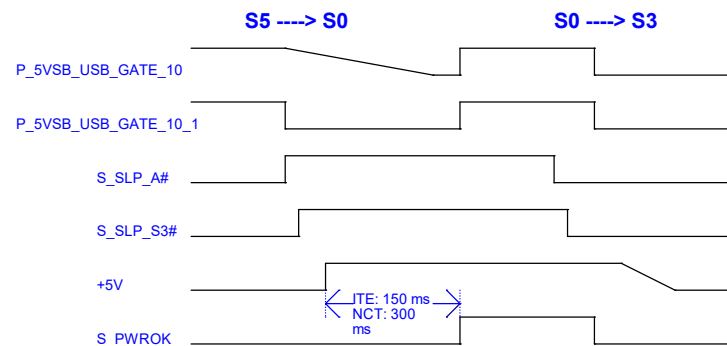 S5 ----> S0
S0 ----> S3
P_5VSB_USB_GATE_10
P_5VSB_USB_GATE_10_1
S_SLP_A#
S_SLP_S3#
+5V
ITE: 150 ms
NCT: 300
ms
S_PWROK